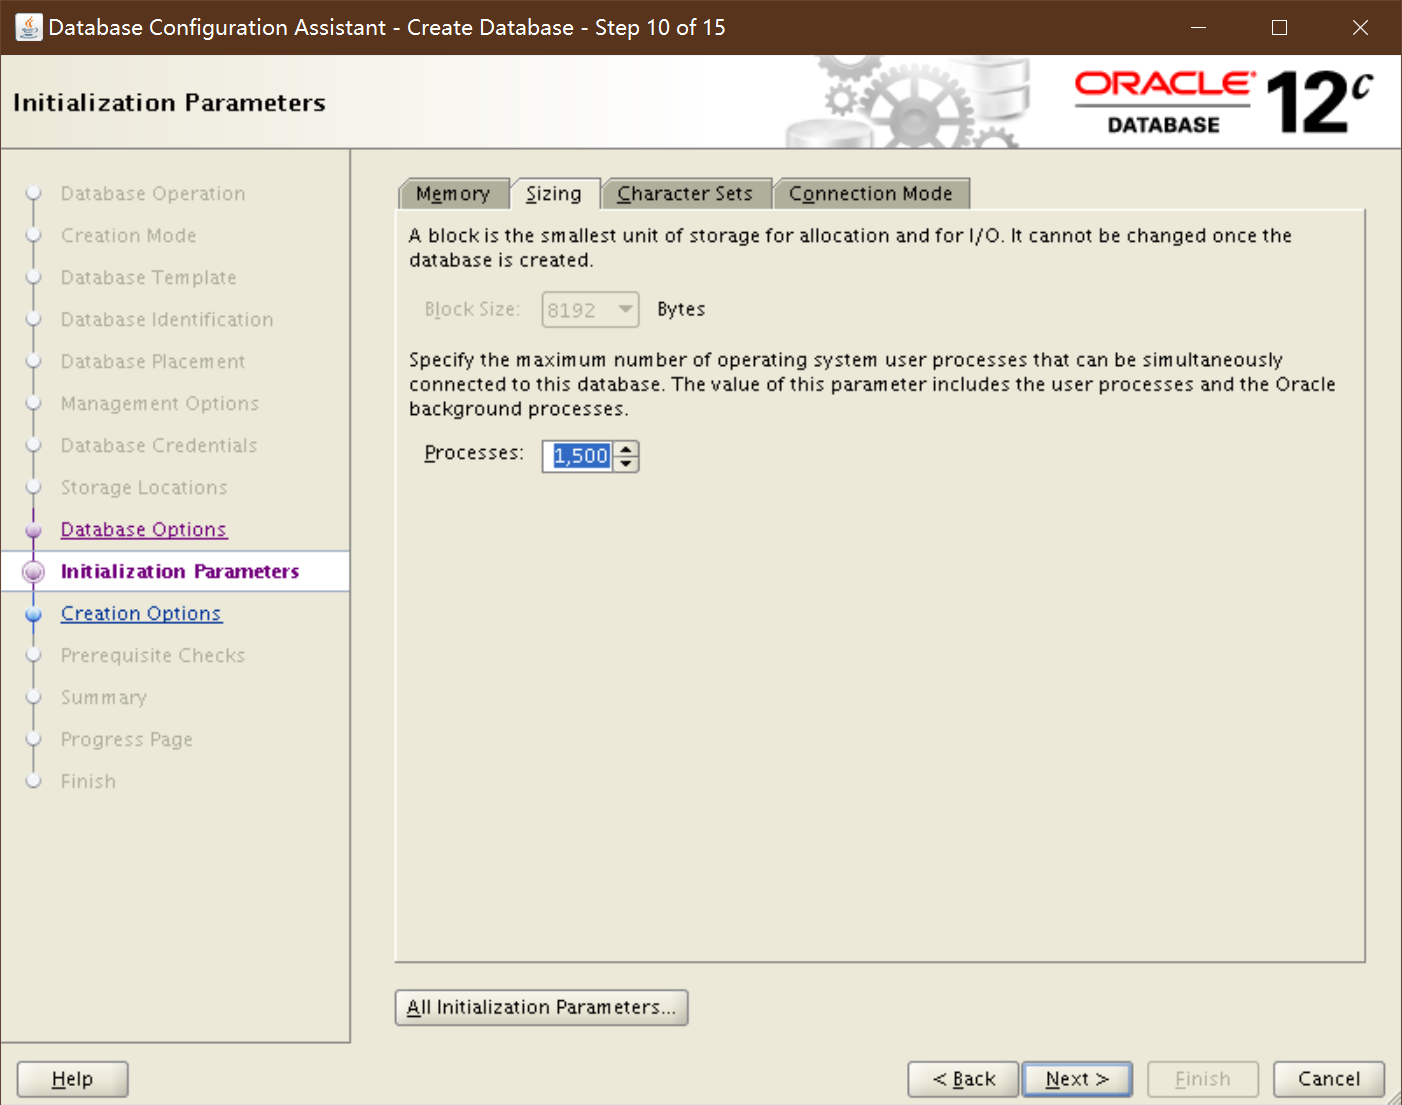 Database Configuration Assistant - Create Database - Step 10 of 15
Initialization Parameters
ORACLE
DATABASE
12c
Database Operation
Creation Mode
Database Template
Database Identification
Database Placement
Management Options
Database Credentials
Storage Locations
Database Options
Initialization Parameters
Creation Options
Prerequisite Checks
Summary
Progress Page
Finish
Memory Sizing Character Sets Connection Mode
A block is the smallest unit of storage for allocation and for I/O. It cannot be changed once the
database is created.
Block Size: 8192 Bytes
Specify the maximum number of operating system user processes that can be simultaneously
connected to this database. The value of this parameter includes the user processes and the Oracle
background processes.
Processes: 1,500
All Initialization Parameters...
Help < Back Next > Finish Cancel